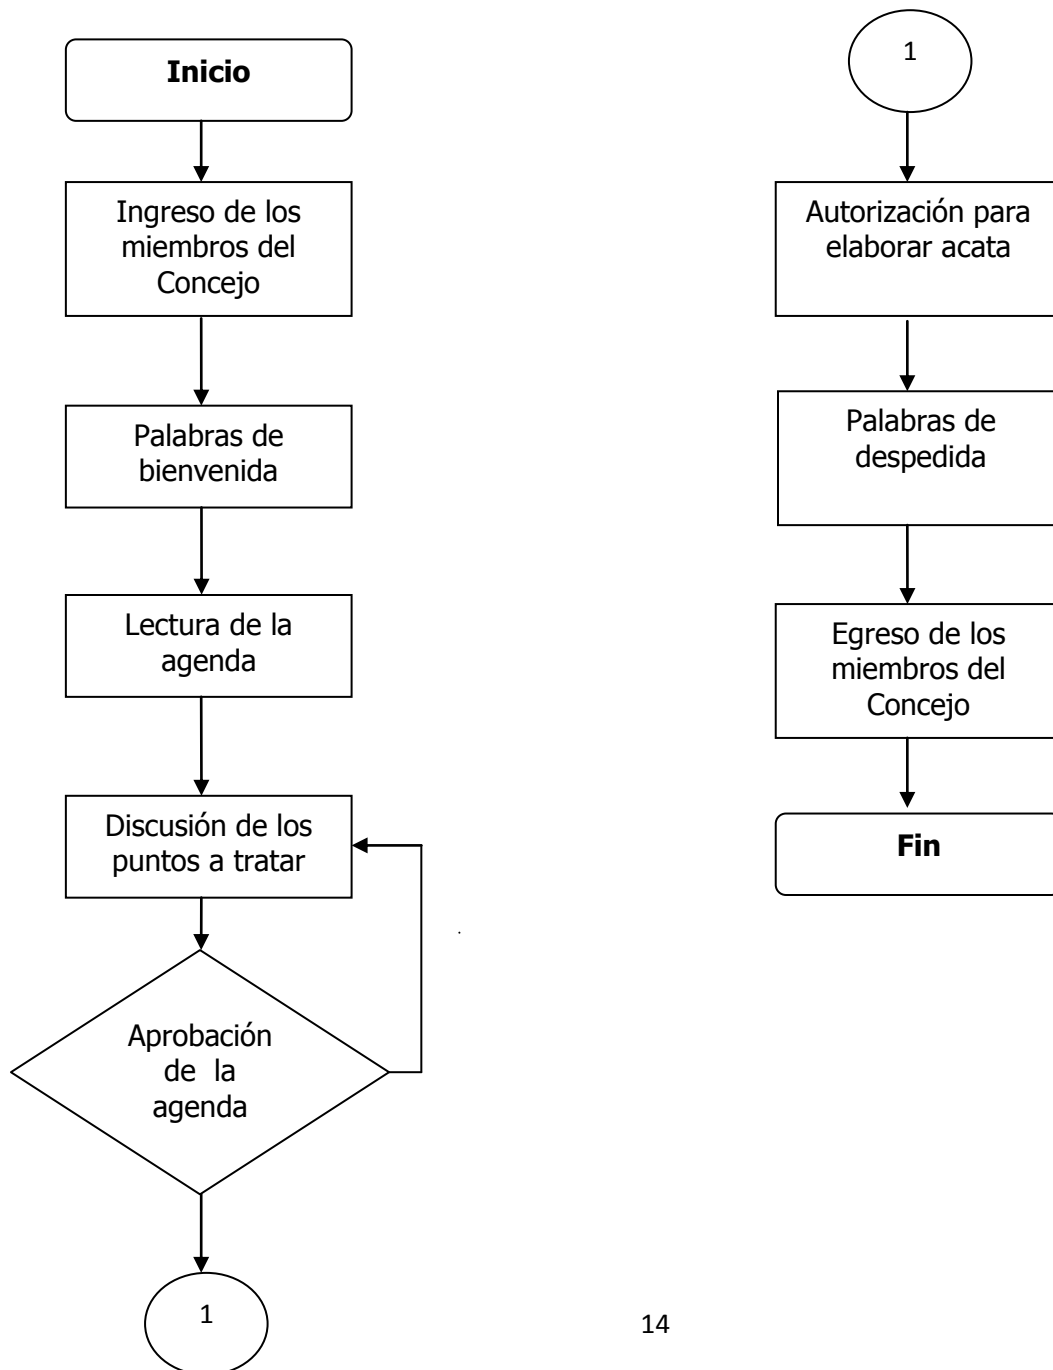 Inicio
Ingreso de los
miembros del
Concejo
Palabras de
bienvenida
Lectura de la
agenda
Discusión de los
puntos a tratar
Aprobación
de la
agenda
1
1
Autorización para
elaborar acata
Palabras de
despedida
Egreso de los
miembros del
Concejo
Fin
14